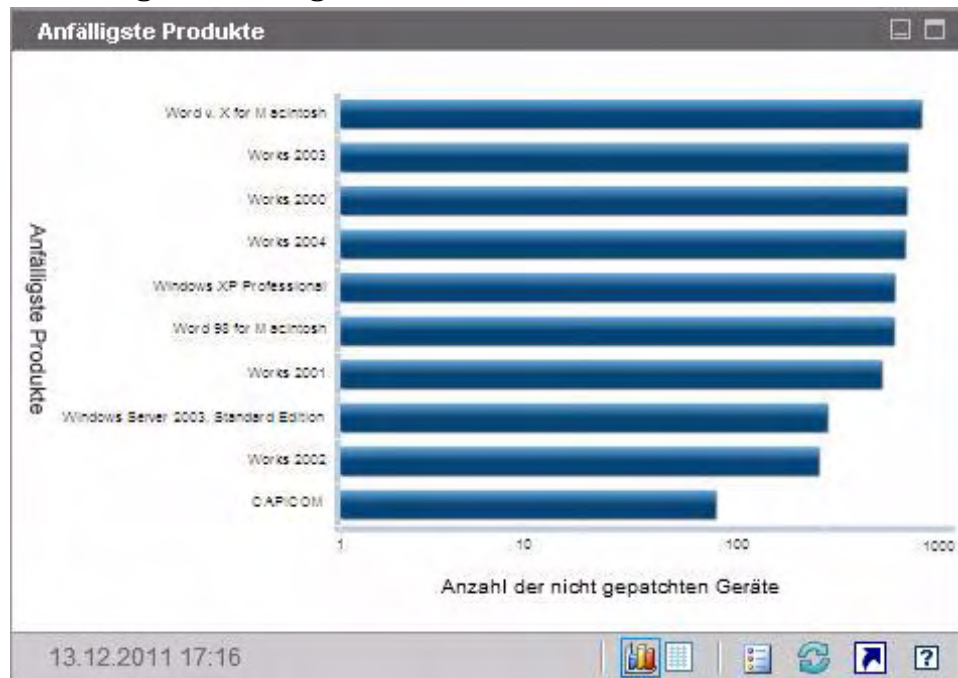 Anfälligste Produkte
Word v. X for Macintosh
Works 2003
Works 2000
Works 2004
Windows XP Professional
Word 98 for Macintosh
Works 2001
Windows Server 2003, Standard Edition
Works 2002
CAPICOM
Anfälligste Produkte
1 10 100 1000
Anzahl der nicht gepatchten Geräte
13.12.2011 17:16
?